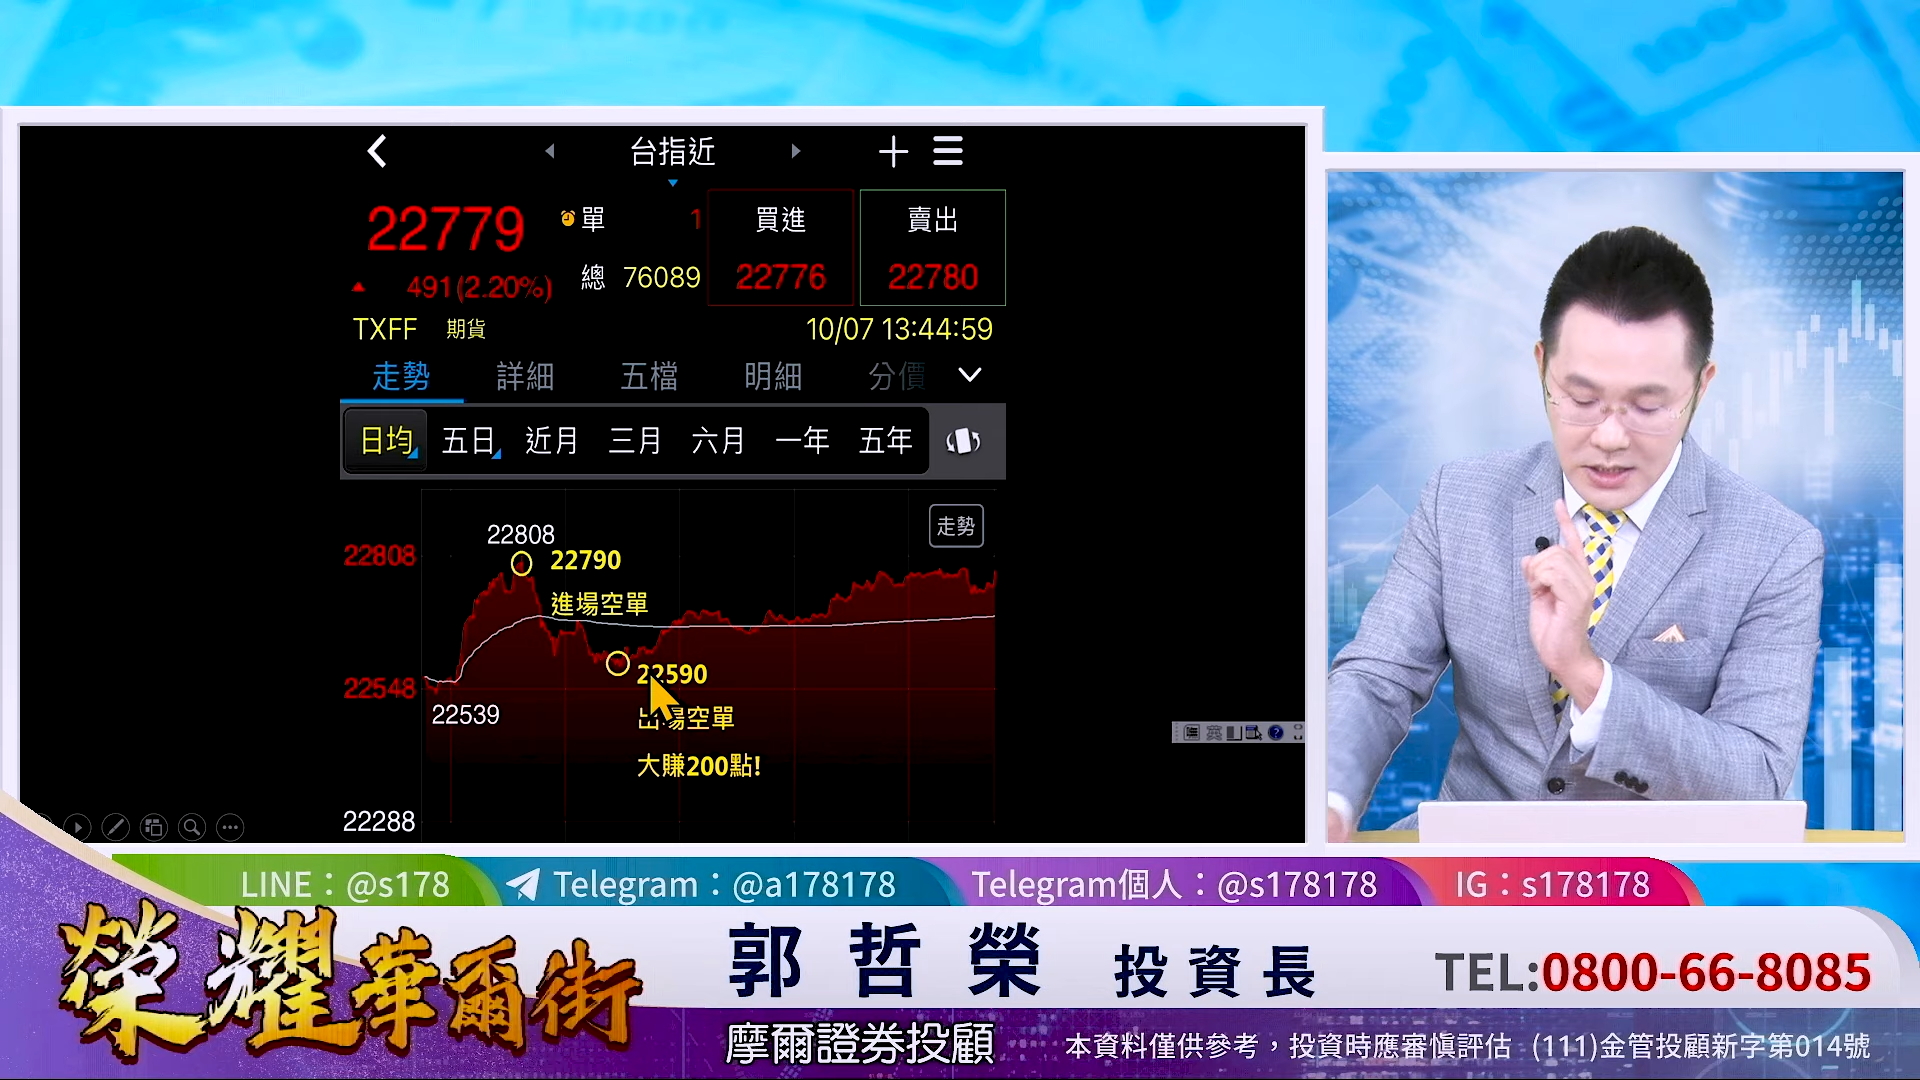 台指近
22779
491(2.20%)
單 1
總 76089
買進
22776
賣出
22780
TXFF 期貨
10/07 13:44:59
走勢 詳細 五檔 明細 分價
日均 五日 近月 三月 六月 一年 五年
走勢
22808
22808
22790
進場空單
22548
22539
22590
出場空單
大賺200點!
22288
LINE：@s178
Telegram：@a178178
Telegram個人：@s178178
IG：s178178
榮耀華爾街
郭哲榮 投資長
TEL:0800-66-8085
摩爾證券投顧
本資料僅供參考，投資時應審慎評估 (111)金管投顧新字第014號